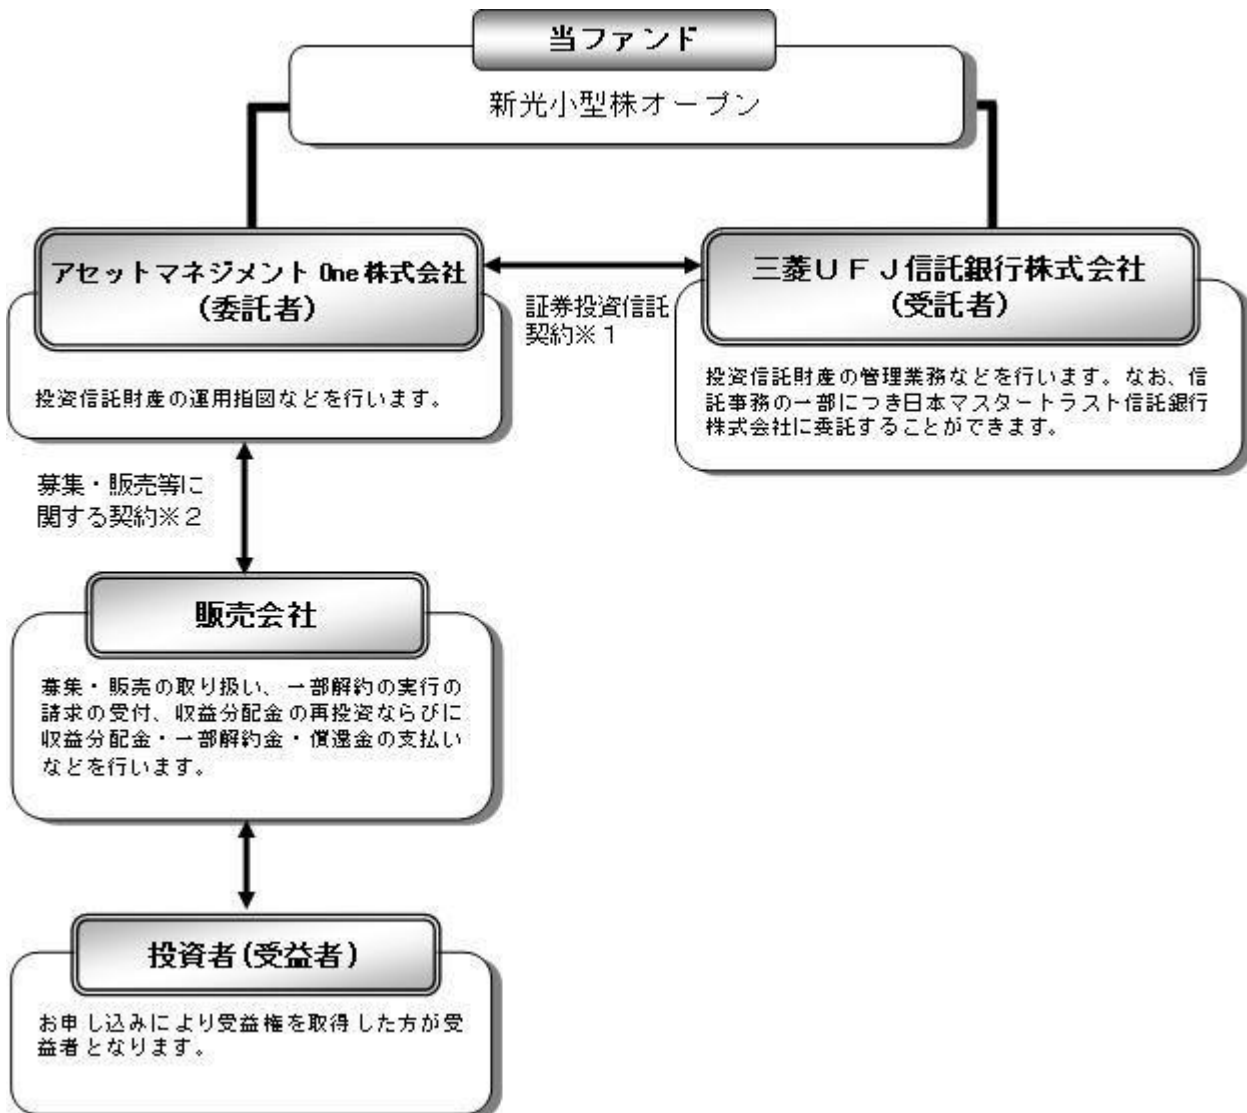 当ファンド
新光小型株オープン
アセットマネジメント One 株式会社
(委託者)
投資信託財産の運用指図などを行います。
証券投資信託
契約※１
三菱ＵＦＪ信託銀行株式会社
(受託者)
投資信託財産の管理業務などを行います。なお、信
託事務の一部につき日本マスタートラスト信託銀行
株式会社に委託することができます。
募集・販売等に
関する契約※２
販売会社
募集・販売の取り扱い、一部解約の実行の
請求の受付、収益分配金の再投資ならびに
収益分配金・一部解約金・償還金の支払い
などを行います。
投資者(受益者)
お申し込みにより受益権を取得した方が受
益者となります。